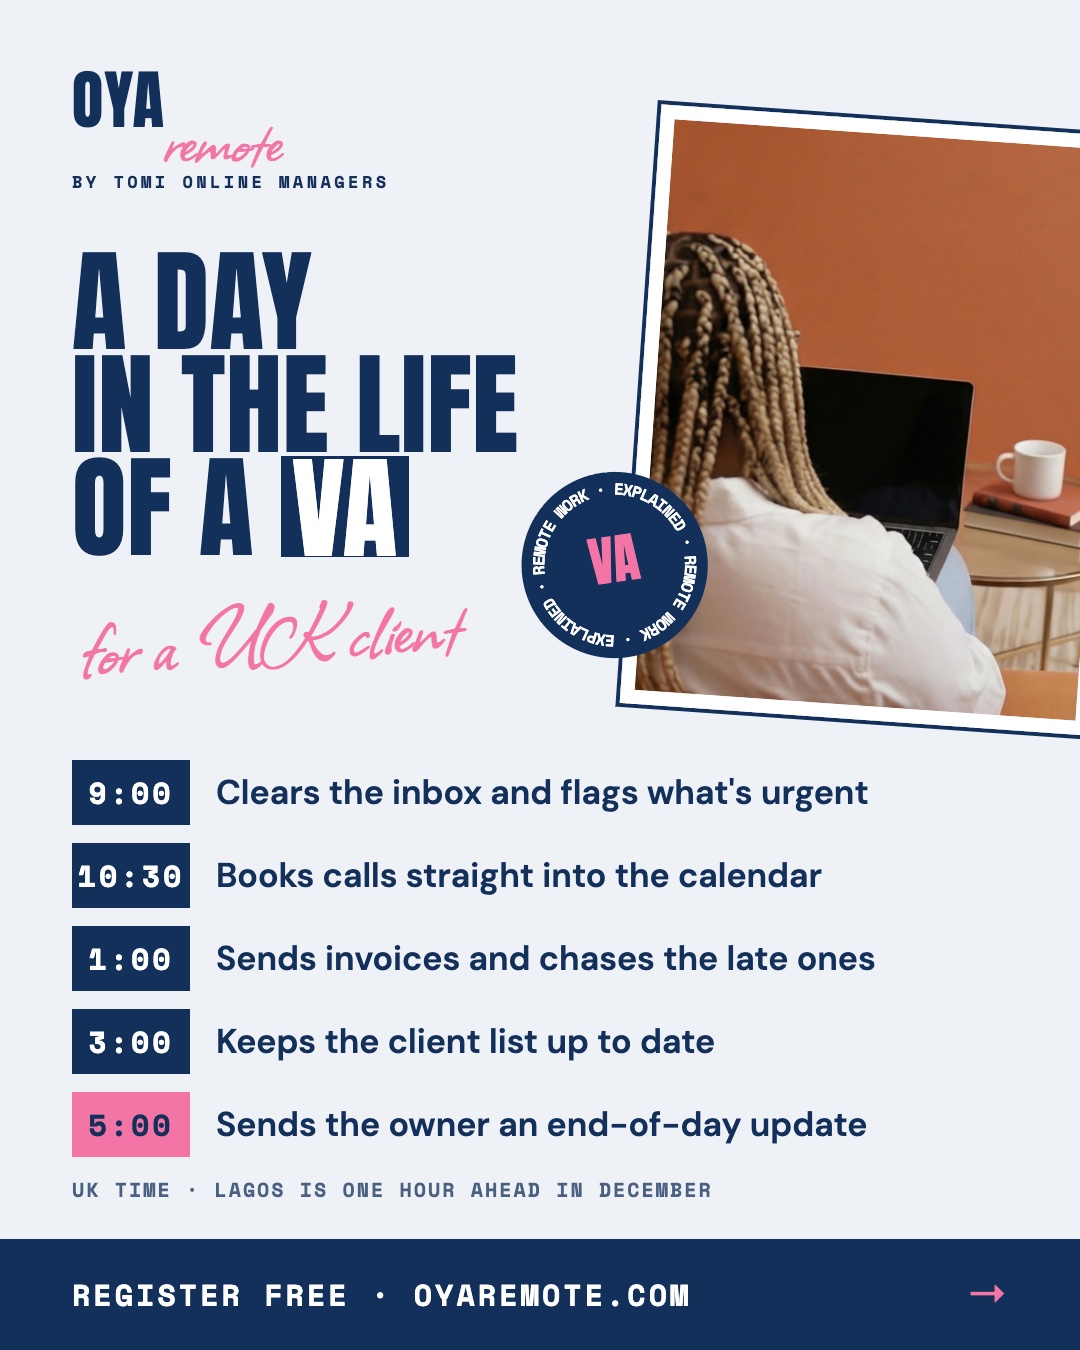 OYA
remote
BY TOMI ONLINE MANAGERS
A DAY
IN THE LIFE
OF A VA
for a UK client
REMOTE WORK · EXPLAINED · REMOTE WORK · EXPLAINED ·
VA
9:00 Clears the inbox and flags what's urgent
10:30 Books calls straight into the calendar
1:00 Sends invoices and chases the late ones
3:00 Keeps the client list up to date
5:00 Sends the owner an end-of-day update
UK TIME · LAGOS IS ONE HOUR AHEAD IN DECEMBER
REGISTER FREE · OYAREMOTE.COM →